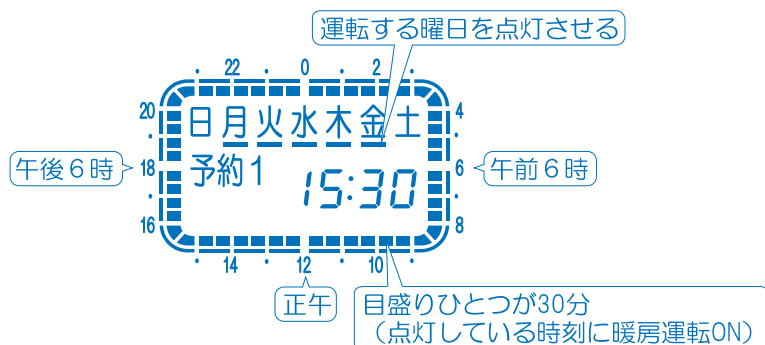 運転する曜日を点灯させる
・ 22 ・ 0 ・ 2 ・
20 日月火水木金土 4
・ ・
午後6時 18 予約1 6 午前6時
・ 15:30 ・
16 8
・ 14 ・ 12 ・ 10 ・
正午
目盛りひとつが30分
（点灯している時刻に暖房運転ON）